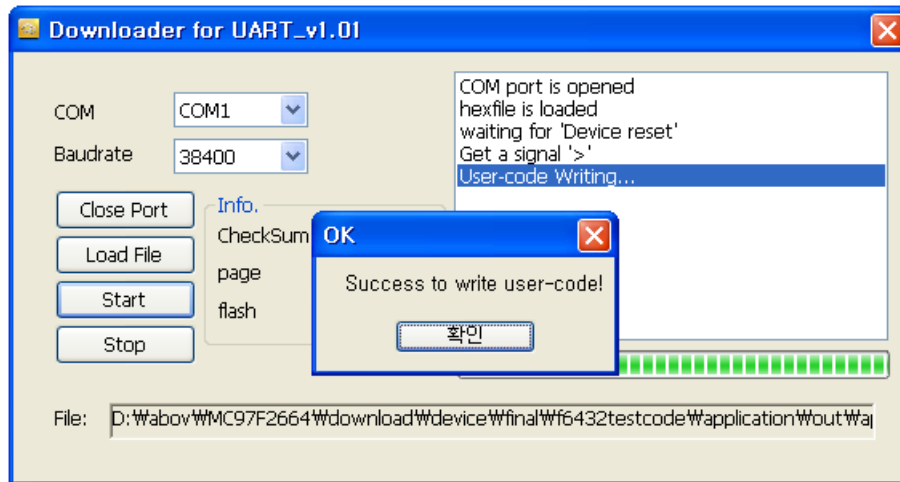 Downloader for UART_v1.01
COM
COM1
Baudrate
38400
Close Port
Load File
Start
Stop
Info.
CheckSum
page
flash
COM port is opened
hexfile is loaded
waiting for 'Device reset'
Get a signal '>'
User-code Writing...
OK
Success to write user-code!
확인
File:
D:₩abov₩MC97F2664₩download₩device₩final₩f6432testcode₩application₩out₩a